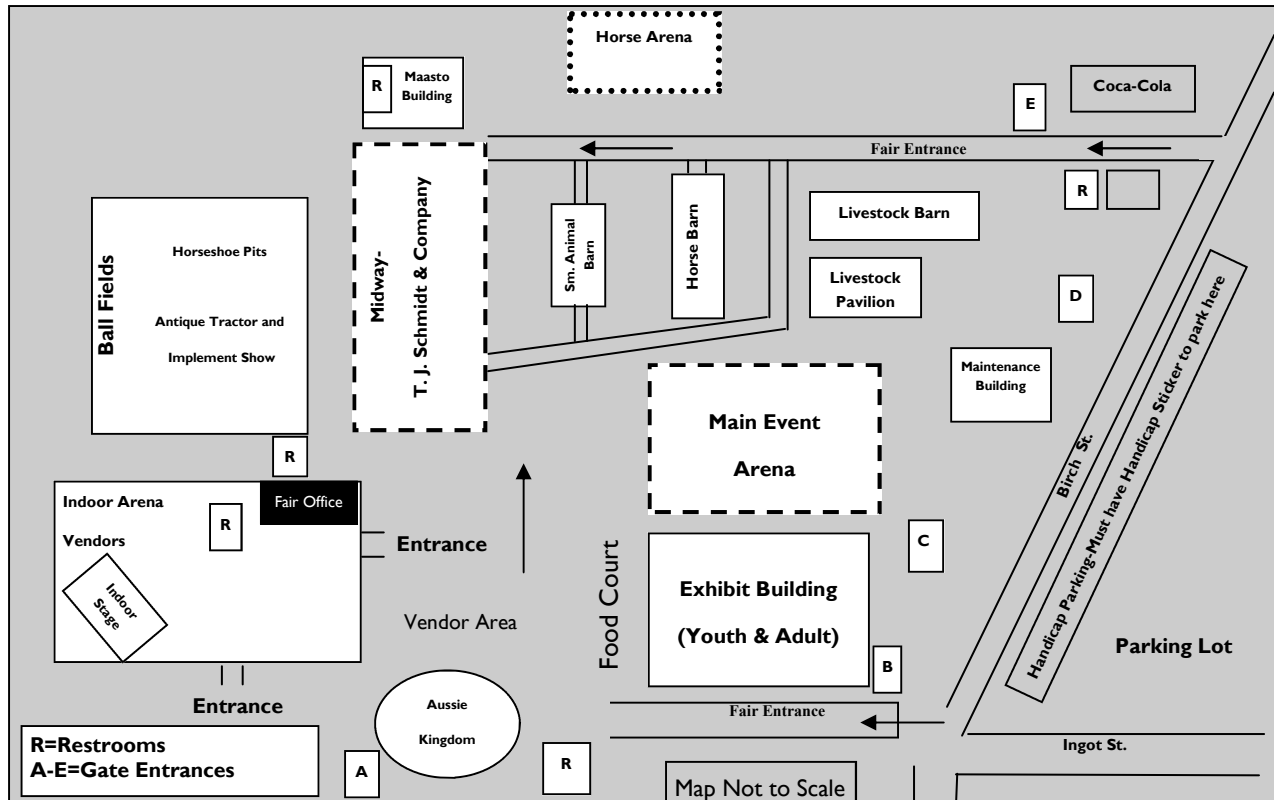 Horse Arena
R
Maasto
Building
E
Coca-Cola
Fair Entrance
R
Ball Fields
Horseshoe Pits
Antique Tractor and
Implement Show
Midway-
T. J. Schmidt & Company
Sm. Animal
Barn
Horse Barn
Livestock Barn
Livestock
Pavilion
D
Maintenance
Building
Main Event
Arena
Birch St.
Handicap Parking-Must have Handicap Sticker to park here
R
Indoor Arena
Fair Office
R
Vendors
Indoor
Stage
Entrance
Vendor Area
Food Court
Exhibit Building
(Youth & Adult)
C
B
Parking Lot
Entrance
Aussie
Kingdom
Fair Entrance
Ingot St.
R=Restrooms
A-E=Gate Entrances
A
R
Map Not to Scale